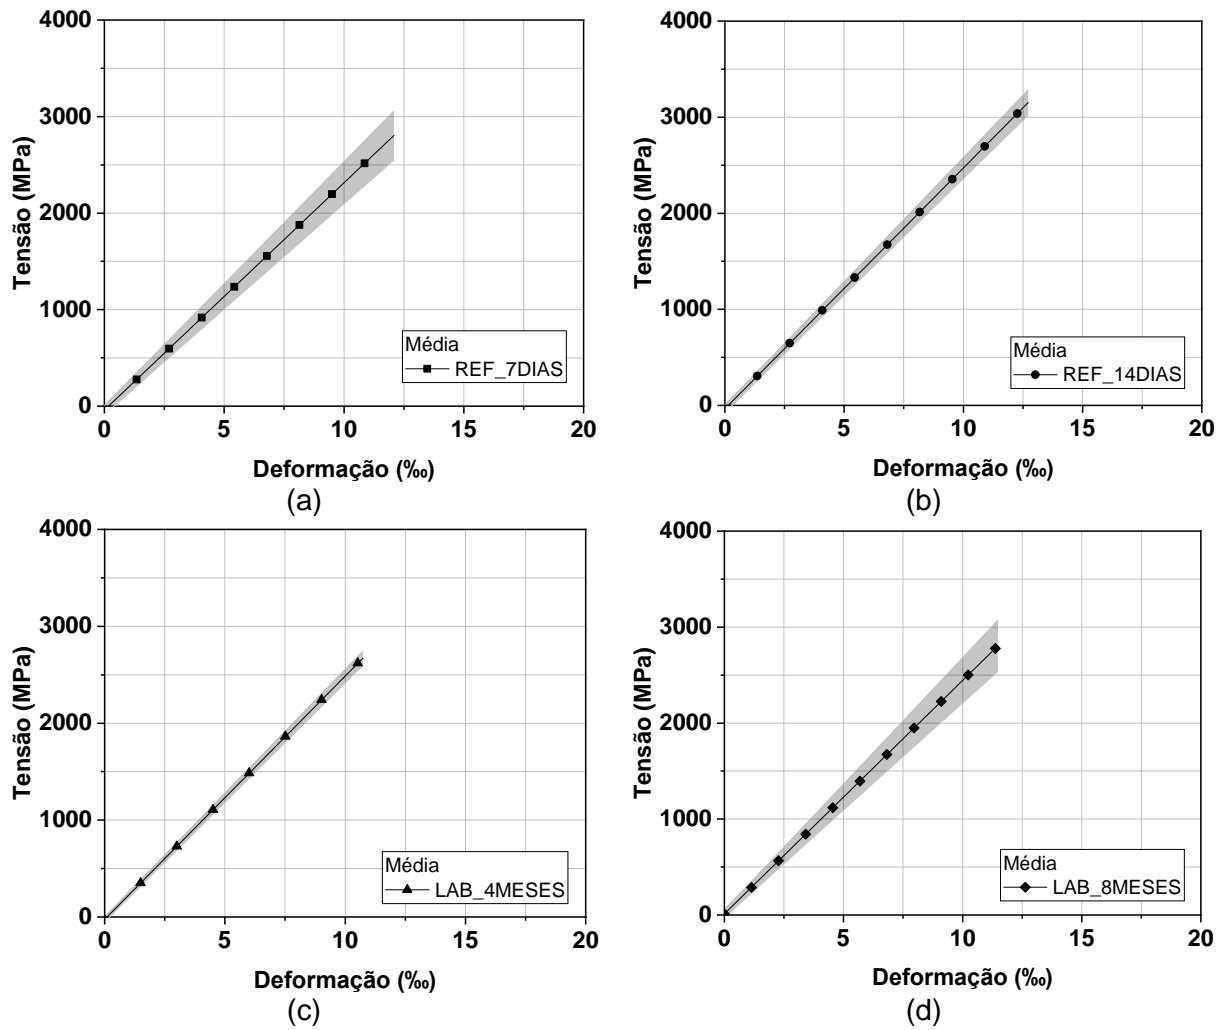 4000
3000
2000
1000
0
Tensão (MPa)
Média
REF_7DIAS
0 5 10 15 20
Deformação (‰)
(a)
4000
3000
2000
1000
0
Tensão (MPa)
Média
REF_14DIAS
0 5 10 15 20
Deformação (‰)
(b)
4000
3000
2000
1000
0
Tensão (MPa)
Média
LAB_4MESES
0 5 10 15 20
Deformação (‰)
(c)
4000
3000
2000
1000
0
Tensão (MPa)
Média
LAB_8MESES
0 5 10 15 20
Deformação (‰)
(d)